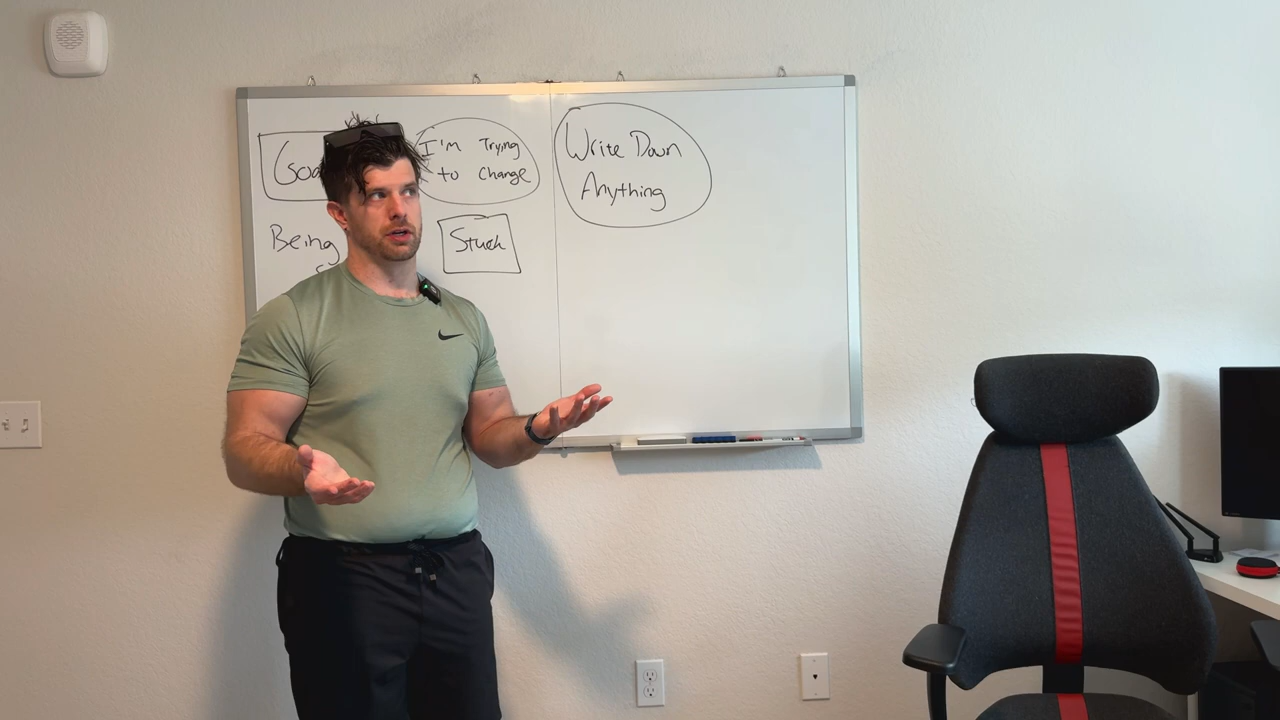 I'm Trying
to Change
Write Down
Anything
Being
Stuck